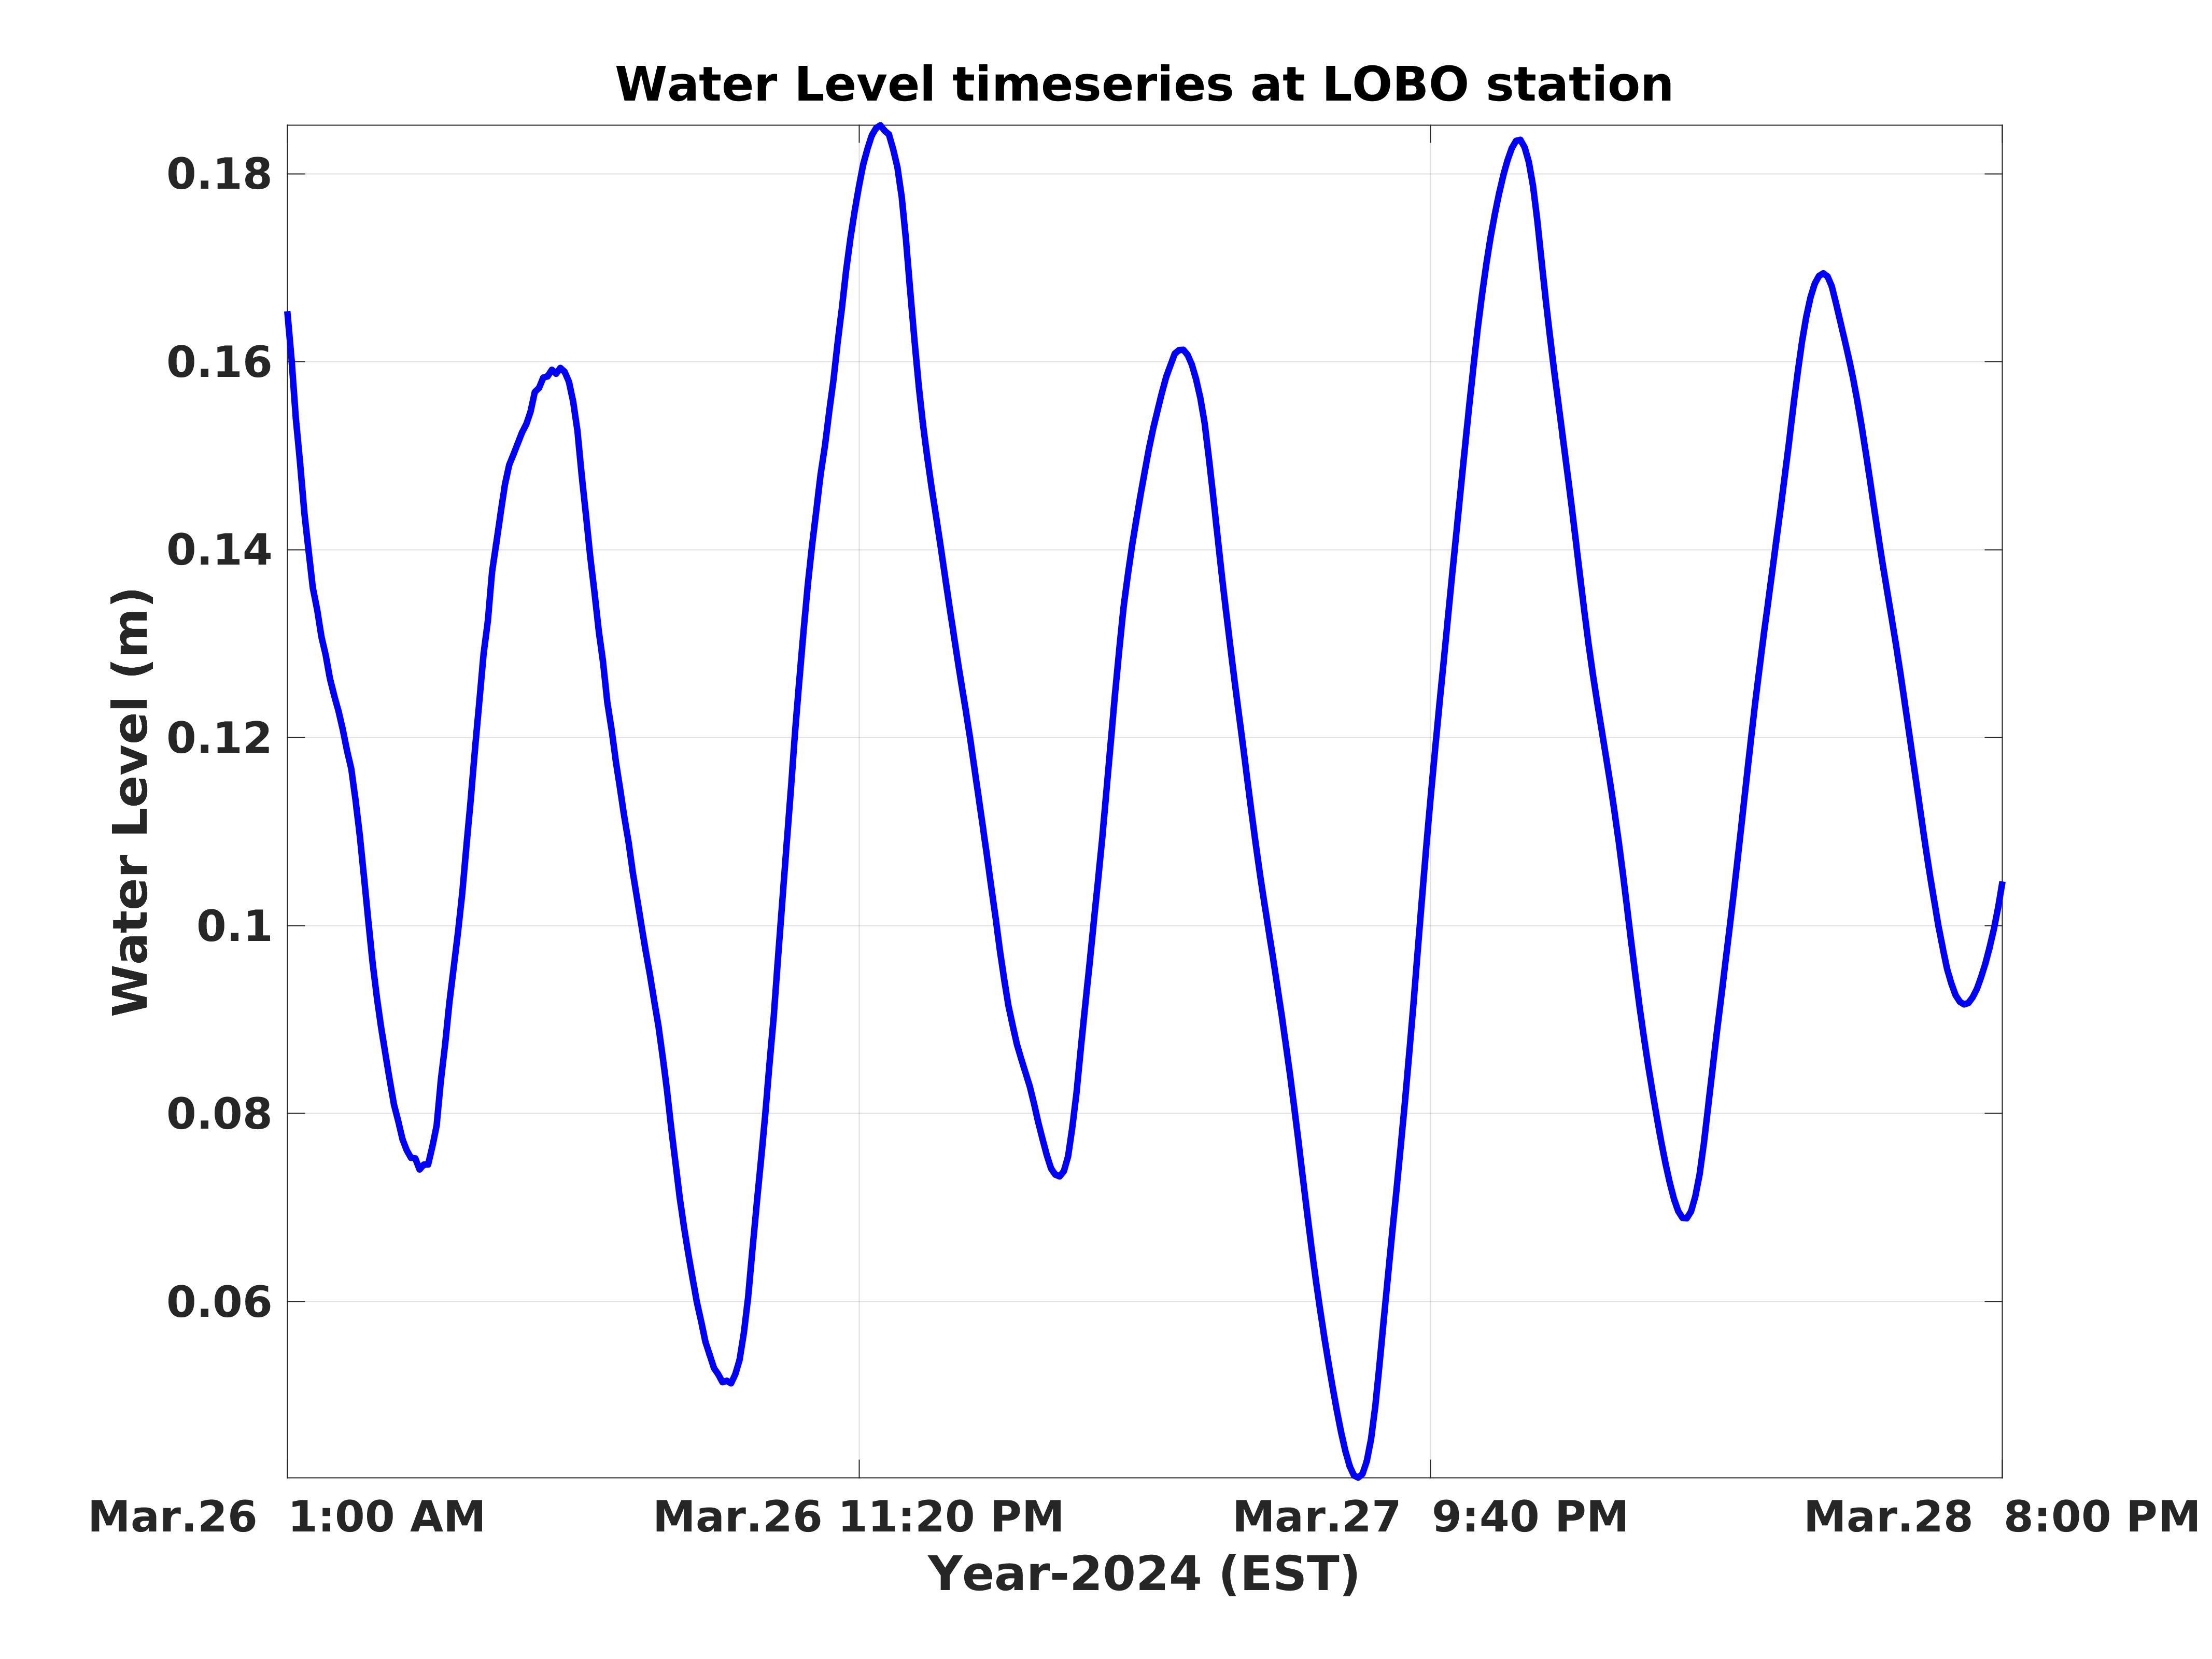 Water Level timeseries at LOBO station
0.18
0.16
0.14
0.12
0.1
0.08
0.06
Water Level (m)
Mar.26 1:00 AM
Mar.26 11:20 PM
Mar.27 9:40 PM
Mar.28 8:00 PM
Year-2024 (EST)